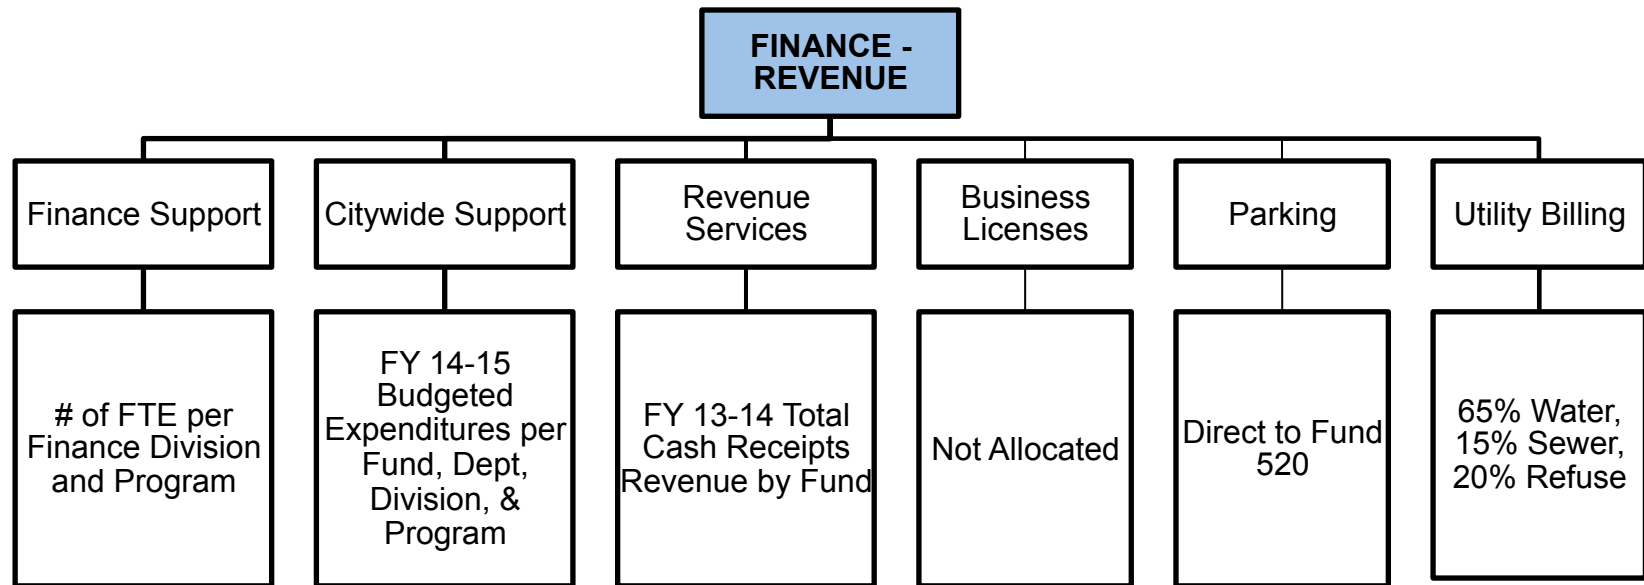 FINANCE -
REVENUE
Finance Support
Citywide Support
Revenue
Services
Business
Licenses
Parking
Utility Billing
# of FTE per
Finance Division
and Program
FY 14-15
Budgeted
Expenditures per
Fund, Dept,
Division, &
Program
FY 13-14 Total
Cash Receipts
Revenue by Fund
Not Allocated
Direct to Fund
520
65% Water,
15% Sewer,
20% Refuse